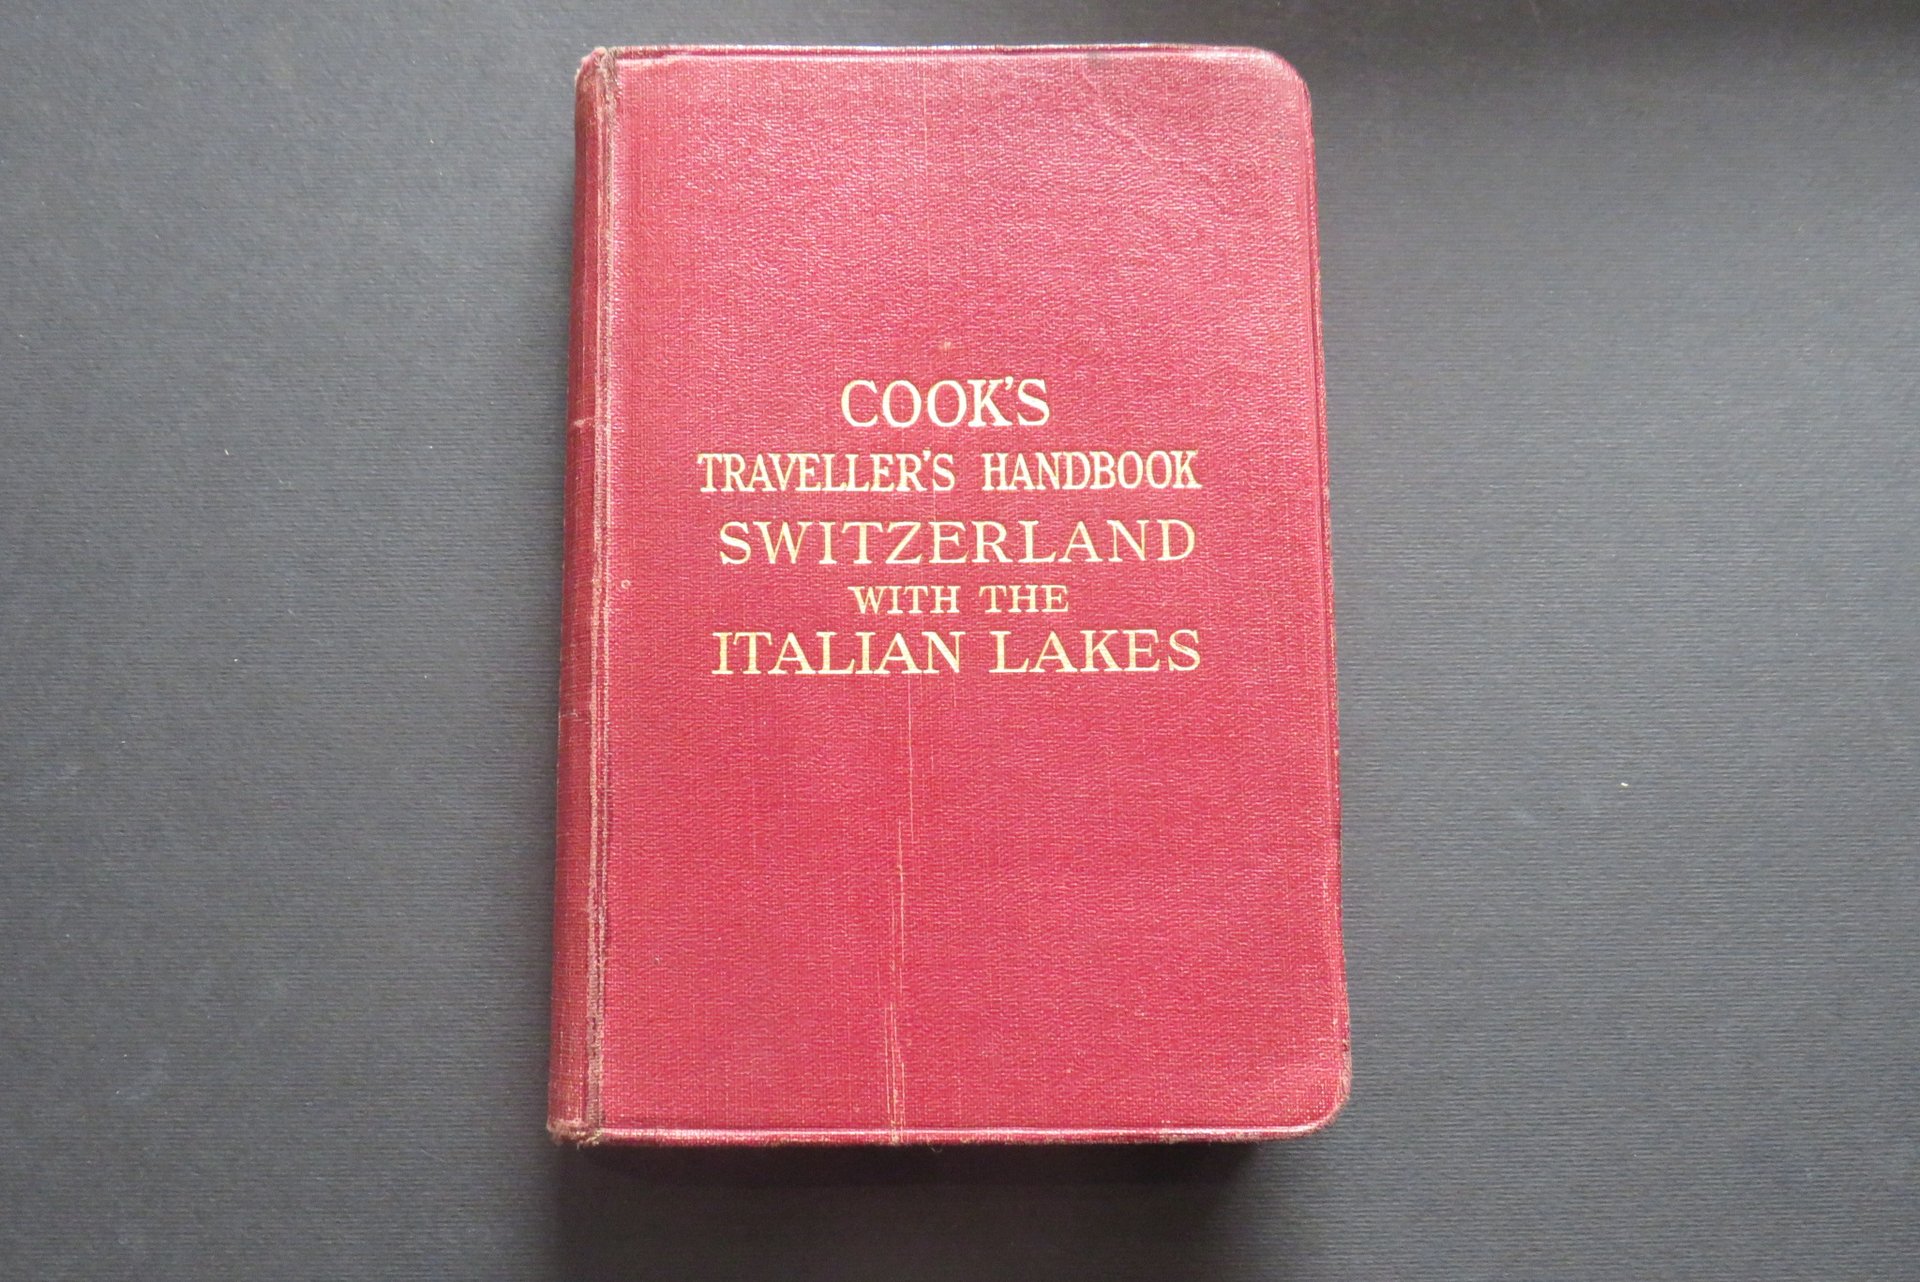 COOK'S
TRAVELLER'S HANDBOOK
SWITZERLAND
WITH THE
ITALIAN LAKES